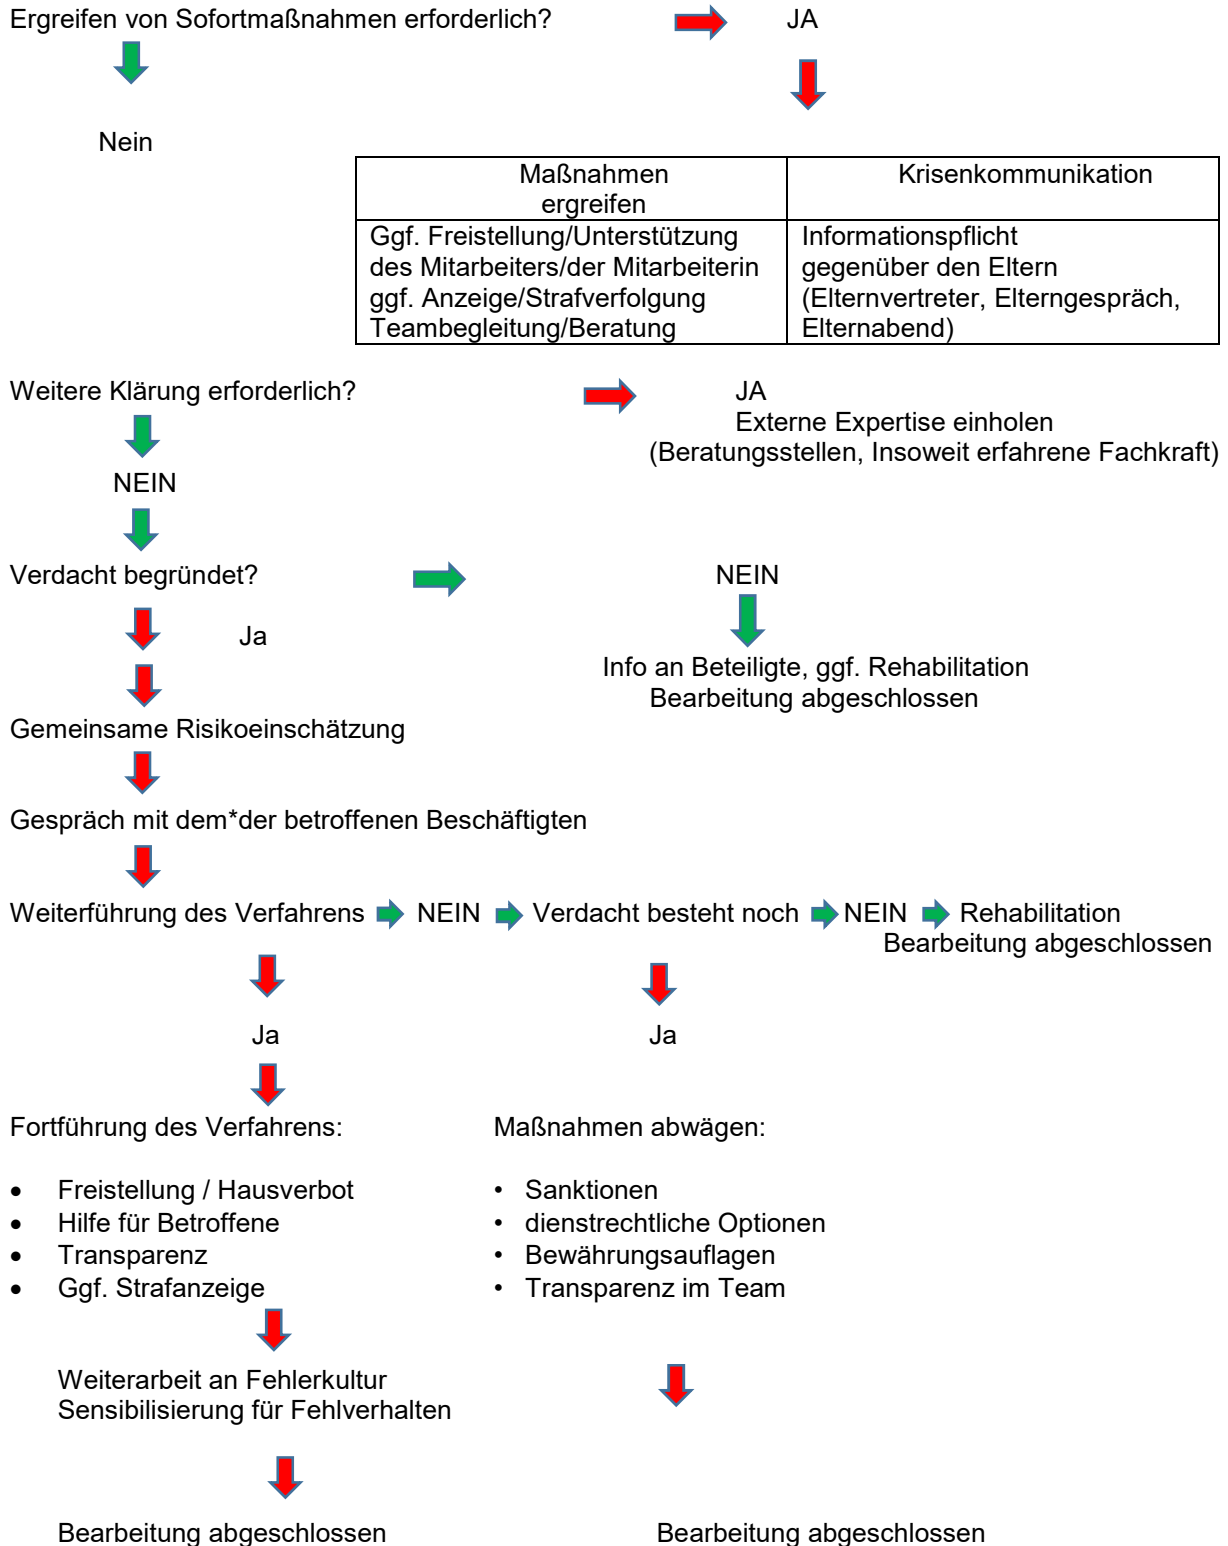 Ergreifen von Sofortmaßnahmen erforderlich? JA
Nein
Maßnahmen
ergreifen
Krisenkommunikation
Ggf. Freistellung/Unterstützung
des Mitarbeiters/der Mitarbeiterin
ggf. Anzeige/Strafverfolgung
Teambegleitung/Beratung
Informationspflicht
gegenüber den Eltern
(Elternvertreter, Elterngespräch,
Elternabend)
Weitere Klärung erforderlich? JA
Externe Expertise einholen
(Beratungsstellen, Insoweit erfahrene Fachkraft)
NEIN
Verdacht begründet? NEIN
Ja
Info an Beteiligte, ggf. Rehabilitation
Bearbeitung abgeschlossen
Gemeinsame Risikoeinschätzung
Gespräch mit dem*der betroffenen Beschäftigten
Weiterführung des Verfahrens NEIN Verdacht besteht noch NEIN Rehabilitation
Bearbeitung abgeschlossen
Ja Ja
Fortführung des Verfahrens:
• Freistellung / Hausverbot
• Hilfe für Betroffene
• Transparenz
• Ggf. Strafanzeige
Maßnahmen abwägen:
• Sanktionen
• dienstrechtliche Optionen
• Bewährungsauflagen
• Transparenz im Team
Weiterarbeit an Fehlerkultur
Sensibilisierung für Fehlverhalten
Bearbeitung abgeschlossen Bearbeitung abgeschlossen